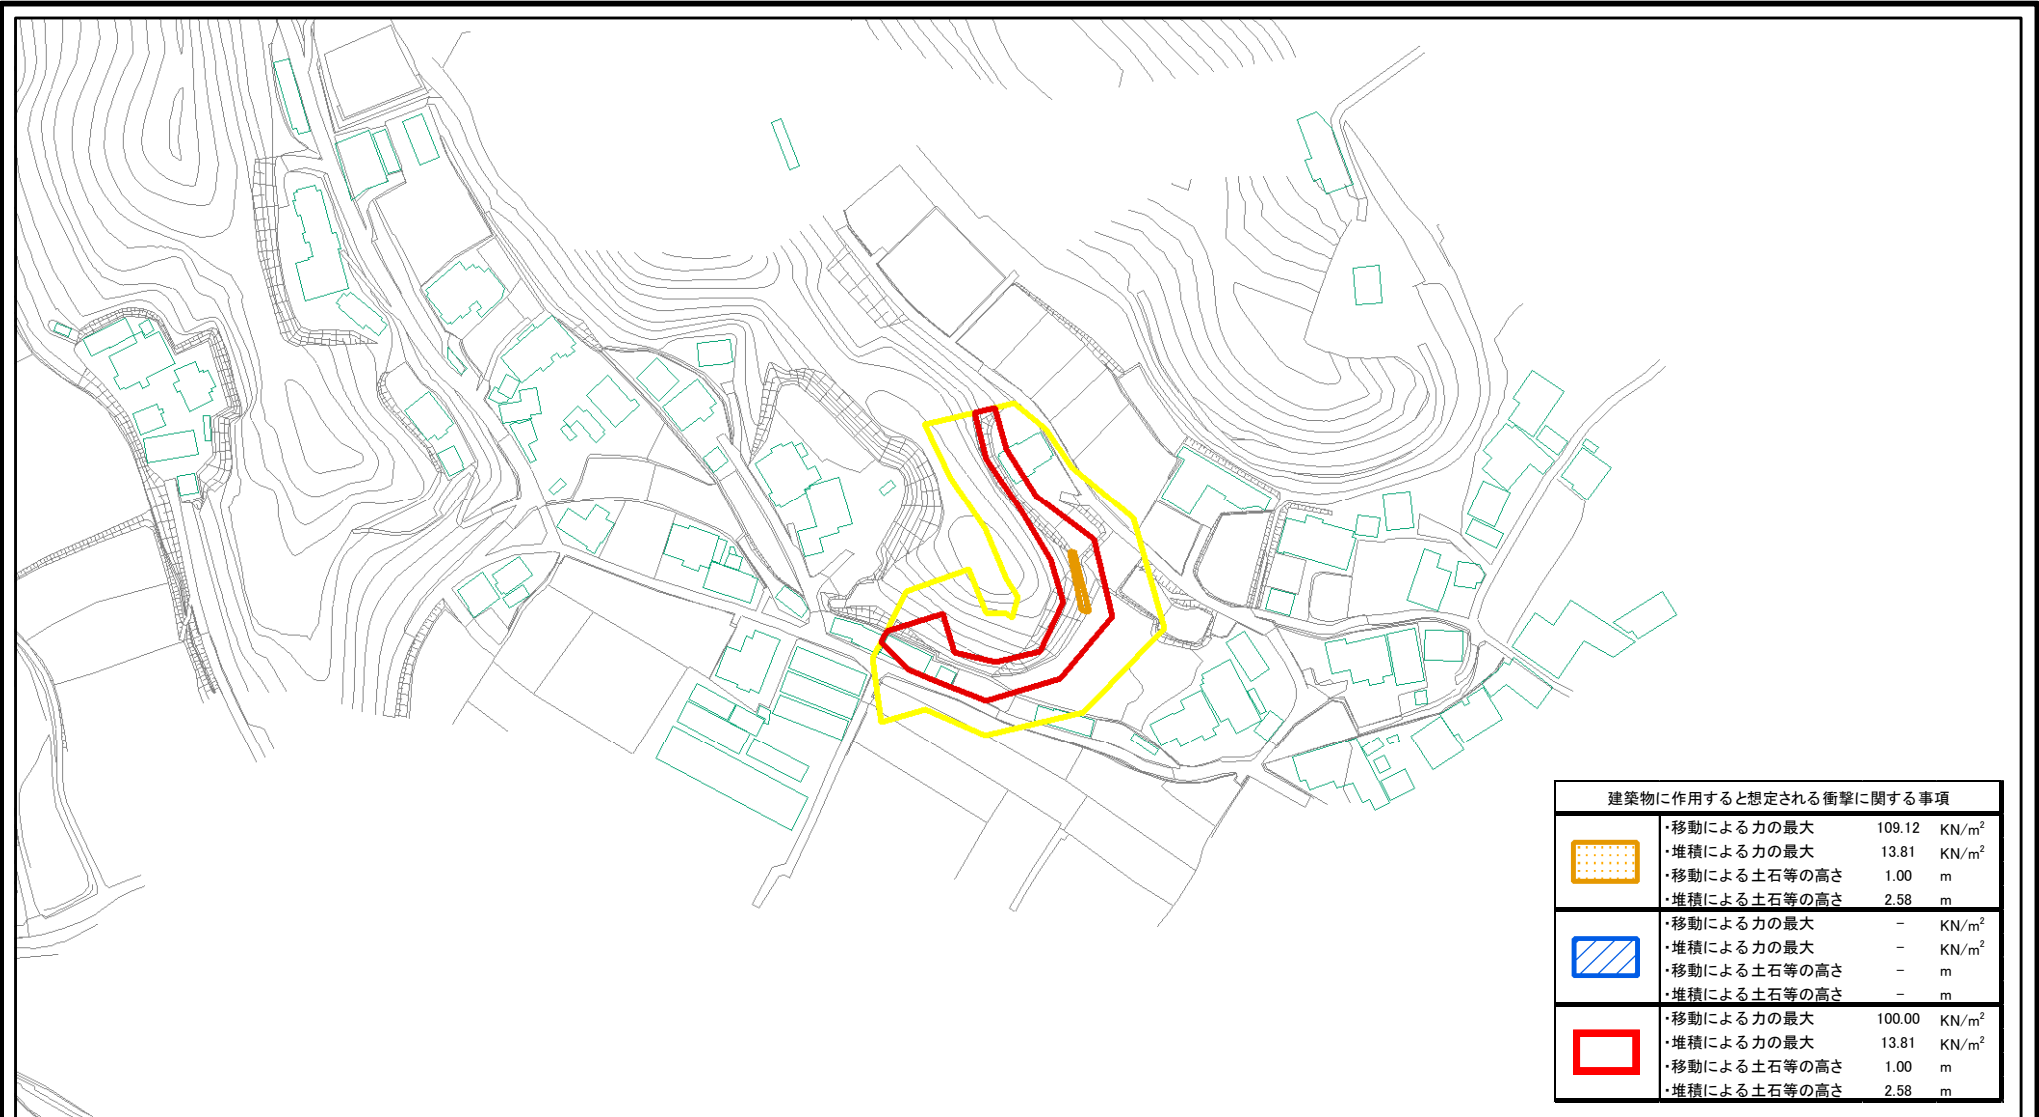 建築物に作用すると想定される衝撃に関する事項
・移動による力の最大 109.12 KN/m²
・堆積による力の最大 13.81 KN/m²
・移動による土石等の高さ 1.00 m
・堆積による土石等の高さ 2.58 m
・移動による力の最大 - KN/m²
・堆積による力の最大 - KN/m²
・移動による土石等の高さ - m
・堆積による土石等の高さ - m
・移動による力の最大 100.00 KN/m²
・堆積による力の最大 13.81 KN/m²
・移動による土石等の高さ 1.00 m
・堆積による土石等の高さ 2.58 m